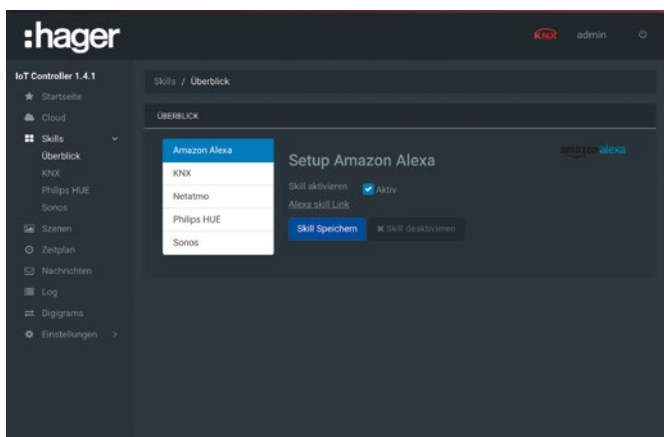 :hager
KNX admin
IoT Controller 1.4.1
Startseite
Cloud
Skills
Überblick
KNX
Philips HUE
Sonos
Szenen
Zeitplan
Nachrichten
Log
Digigrams
Einstellungen
Skills / Überblick
ÜBERBLICK
Amazon Alexa
KNX
Netatmo
Philips HUE
Sonos
Setup Amazon Alexa
amazon alexa
Skill aktivieren Aktiv
Alexa skill Link
Skill Speichern Skill deaktivieren